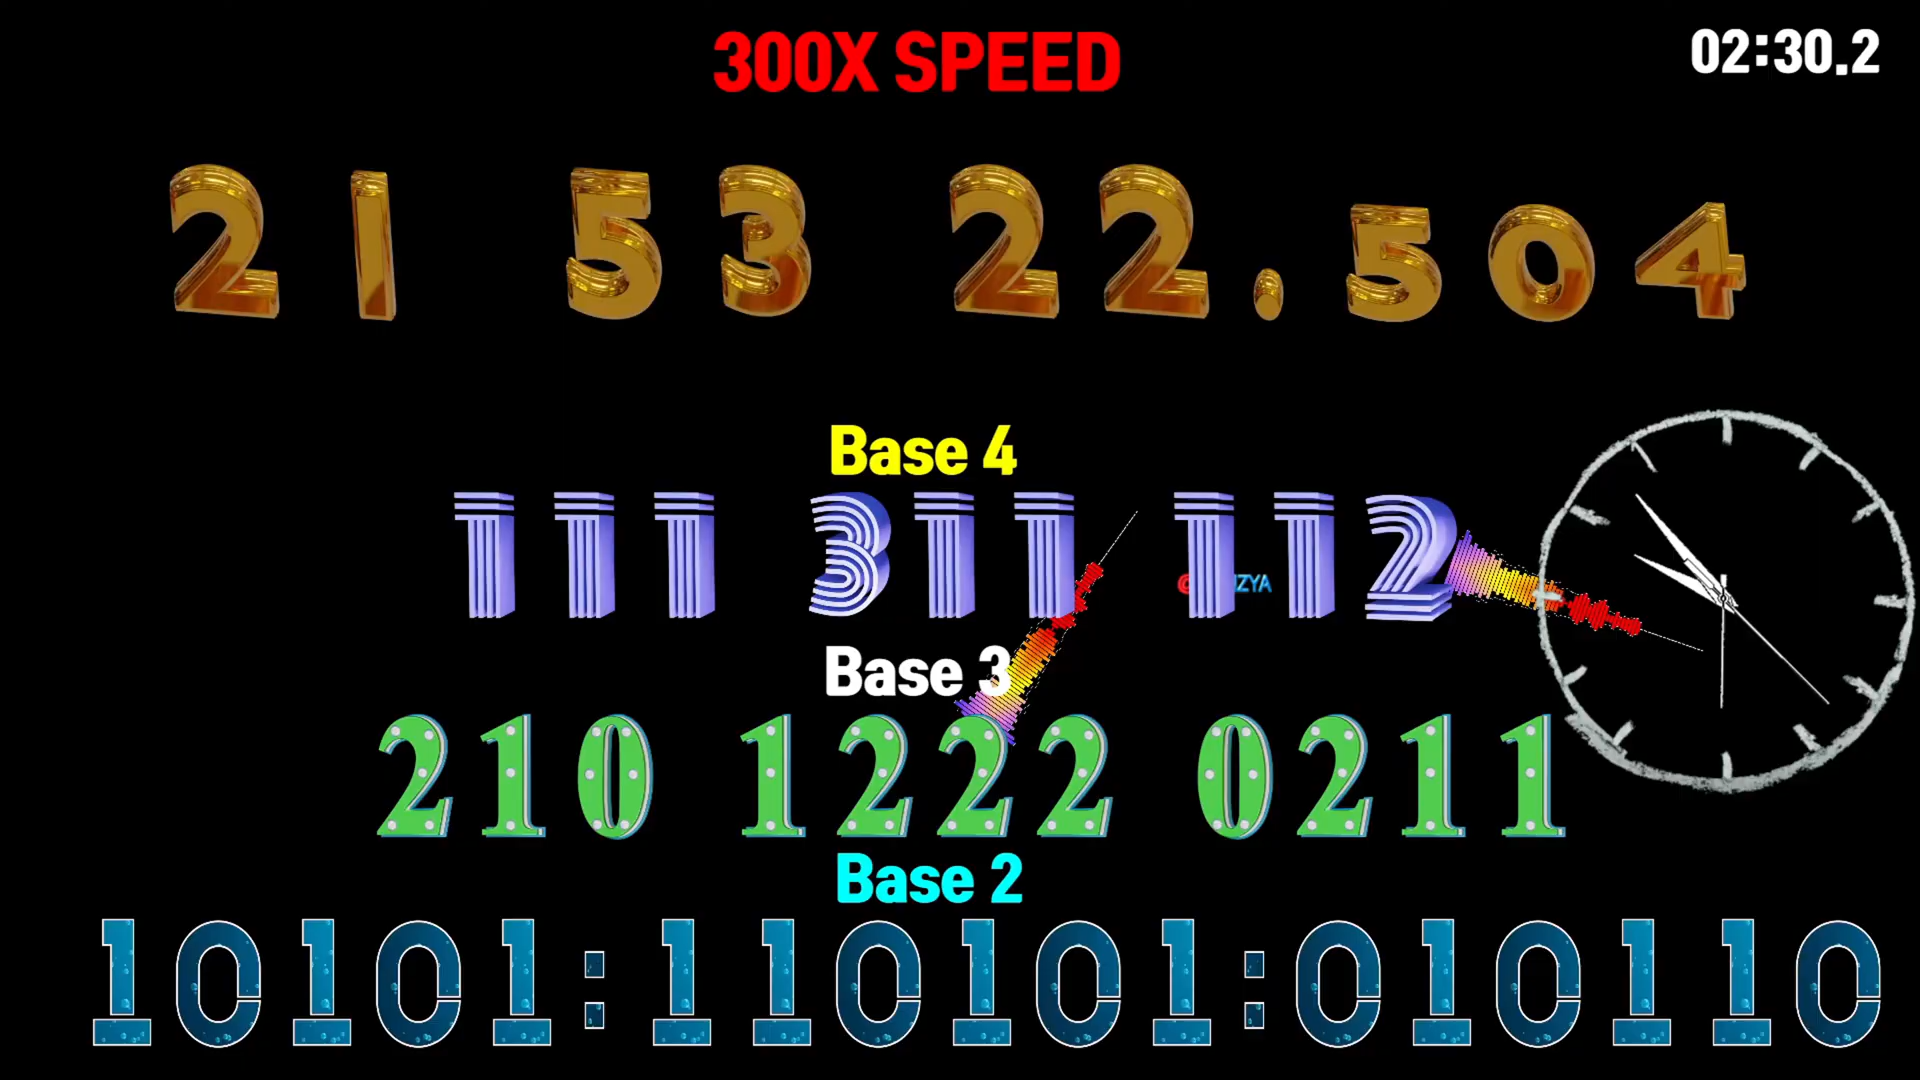 300X SPEED
02:30.2
21 53 22.504
Base 4
111 311 112
Base 3
210 1222 0211
Base 2
10101:110101:010110